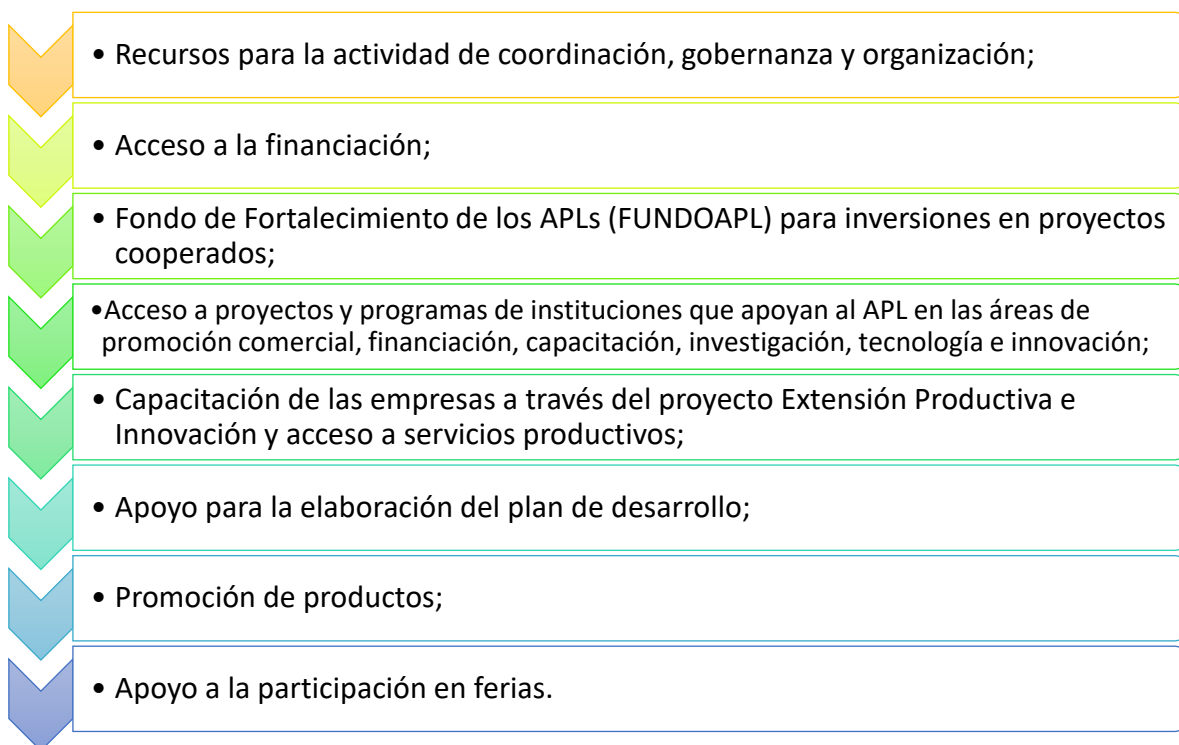 • Recursos para la actividad de coordinación, gobernanza y organización;
• Acceso a la financiación;
• Fondo de Fortalecimiento de los APLs (FUNDOAPL) para inversiones en proyectos
cooperados;
•Acceso a proyectos y programas de instituciones que apoyan al APL en las áreas de
promoción comercial, financiación, capacitación, investigación, tecnología e innovación;
• Capacitación de las empresas a través del proyecto Extensión Productiva e
Innovación y acceso a servicios productivos;
• Apoyo para la elaboración del plan de desarrollo;
• Promoción de productos;
• Apoyo a la participación en ferias.